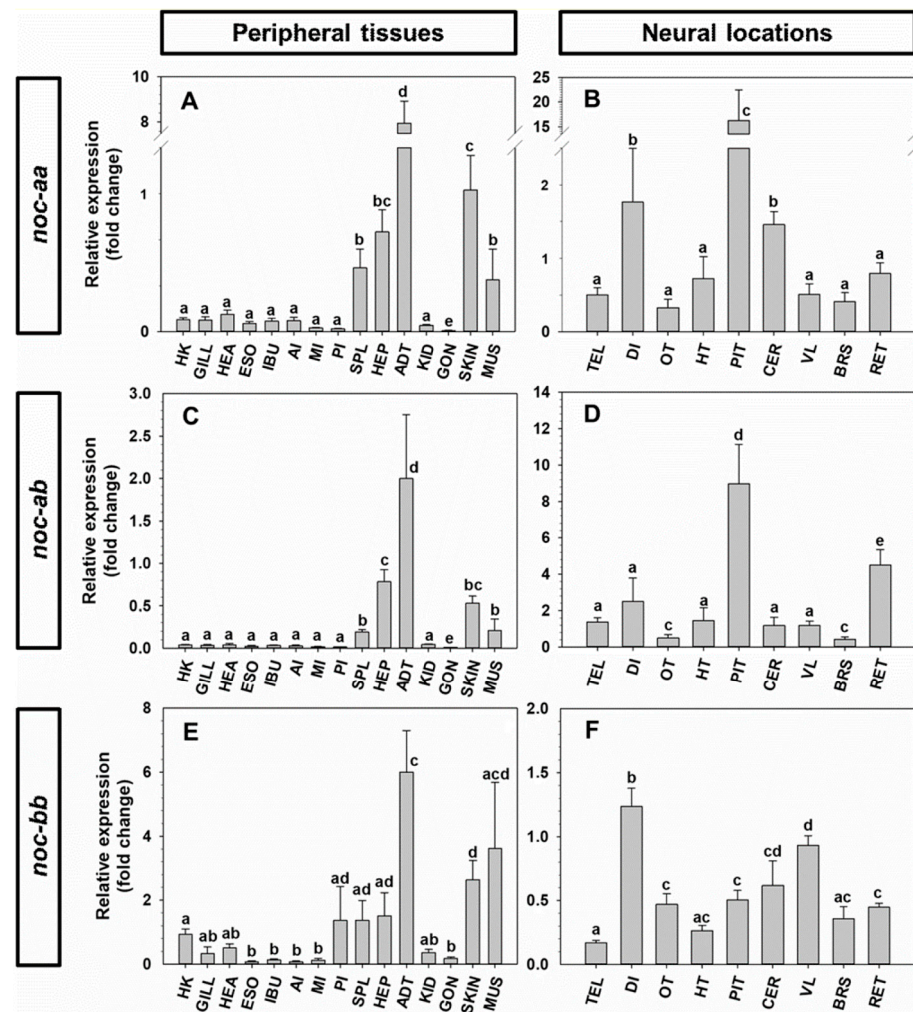 Peripheral tissues
Neural locations
noc-aa
Relative expression
(fold change)
A
10
8
1
0
a a a a a a a a b bc d a e c b
HK GILL HEA ESO IBU AI MI PI SPL HEP ADT KID GON SKIN MUS
B
25
20
15
2
1
0
a b a a c b a a a
TEL DI OT HT PIT CER VL BRS RET
noc-ab
Relative expression
(fold change)
C
3.0
2.5
2.0
1.5
1.0
0.5
0.0
a a a a a a a a b c d a e bc b
HK GILL HEA ESO IBU AI MI PI SPL HEP ADT KID GON SKIN MUS
D
14
12
10
8
6
4
2
0
a a c a d a a c e
TEL DI OT HT PIT CER VL BRS RET
noc-bb
Relative expression
(fold change)
E
8
6
4
2
0
a ab ab b b b b ad ad ad c ab b d acd
HK GILL HEA ESO IBU AI MI PI SPL HEP ADT KID GON SKIN MUS
F
2.0
1.5
1.0
0.5
0.0
a b c ac c cd d ac c
TEL DI OT HT PIT CER VL BRS RET